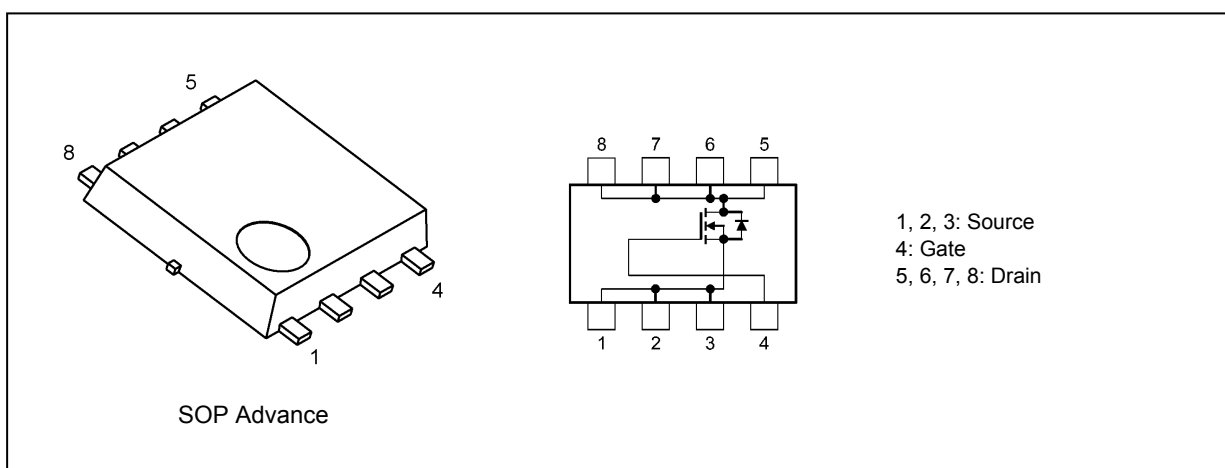 5
8
4
1
SOP Advance
8 7 6 5
1 2 3 4
1, 2, 3: Source
4: Gate
5, 6, 7, 8: Drain